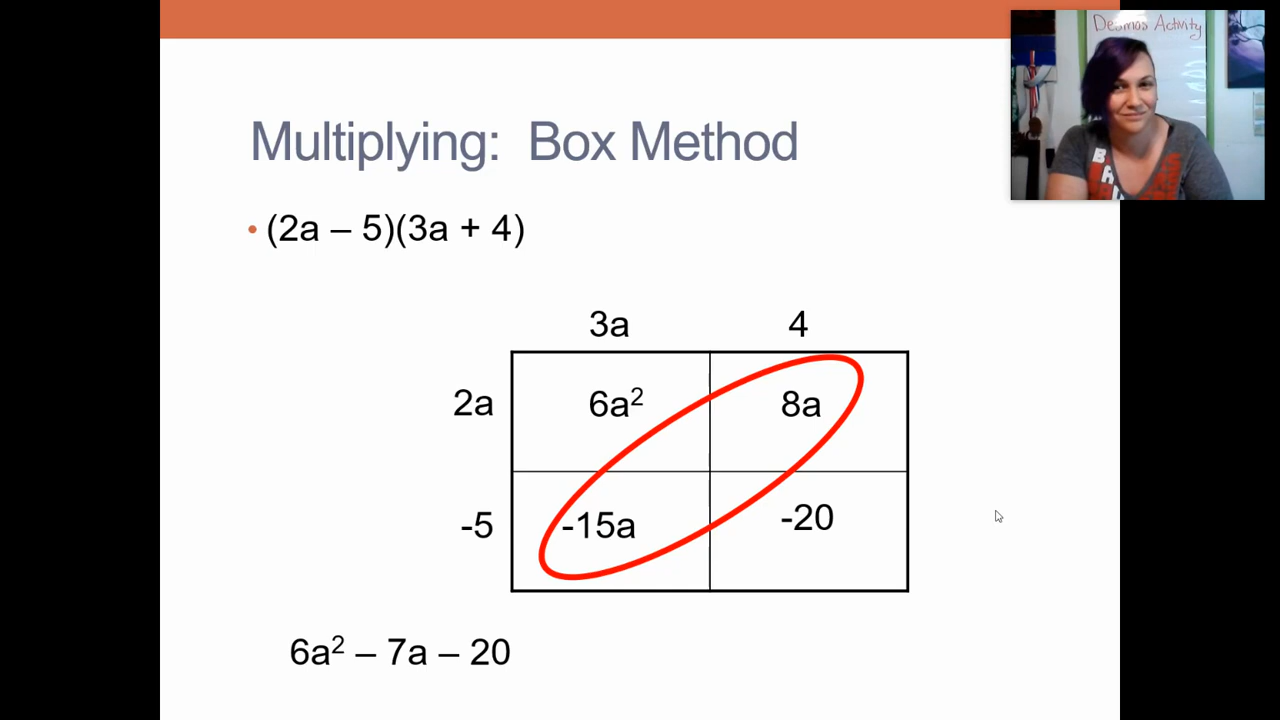 Desmos Activity
Multiplying: Box Method
• (2a – 5)(3a + 4)
3a 4
2a 6a² 8a
-5 -15a -20
6a² – 7a – 20